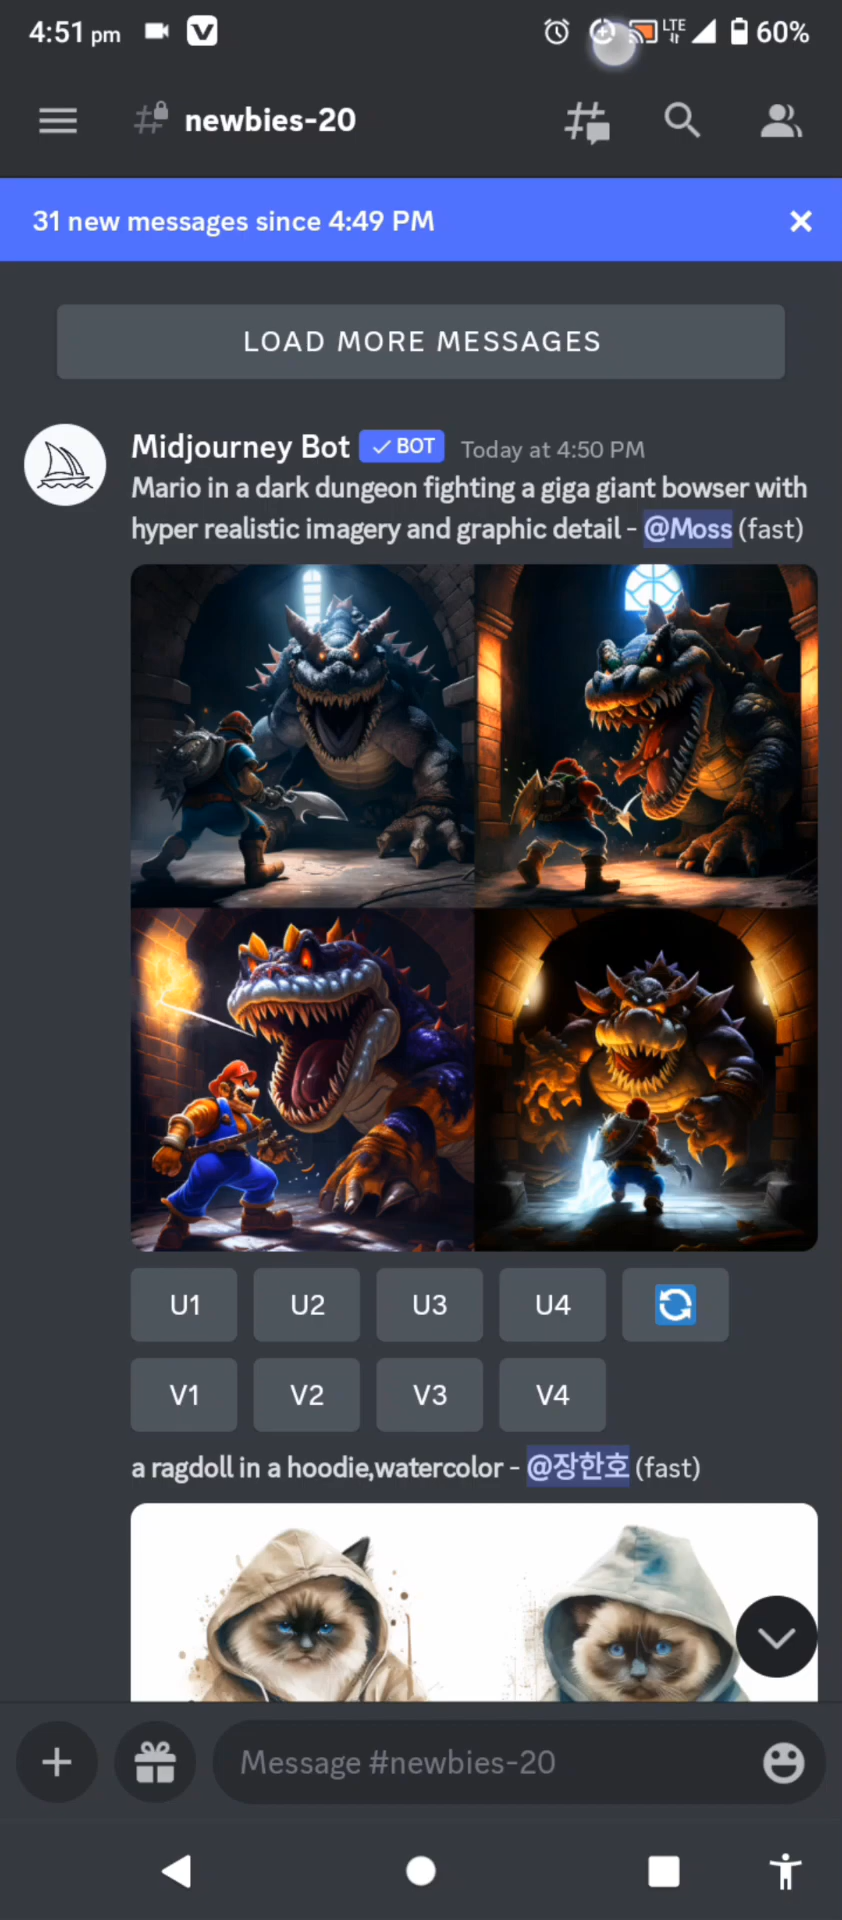 4:51 pm
LTE
60%
newbies-20
31 new messages since 4:49 PM
LOAD MORE MESSAGES
Midjourney Bot ✓ BOT Today at 4:50 PM
Mario in a dark dungeon fighting a giga giant bowser with
hyper realistic imagery and graphic detail - @Moss (fast)
U1 U2 U3 U4
V1 V2 V3 V4
a ragdoll in a hoodie,watercolor - @장한호 (fast)
Message #newbies-20